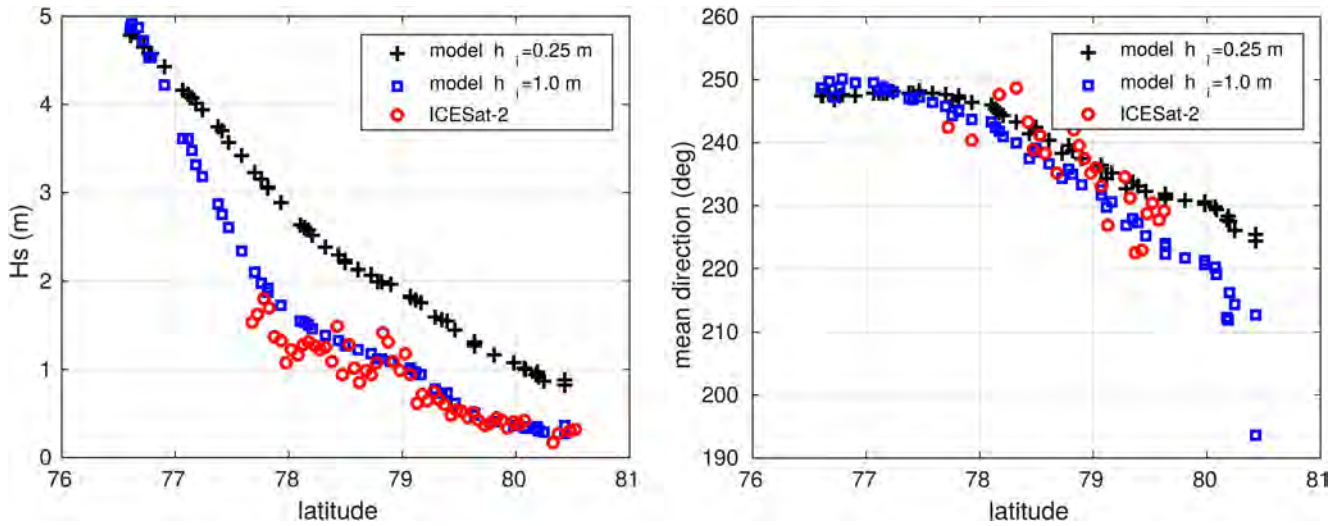 5
4
3
2
1
0
Hs (m)
+ model h i=0.25 m
model h i=1.0 m
ICESat-2
76 77 78 79 80 81
latitude
260
250
240
230
220
210
200
190
mean direction (deg)
+ model h i=0.25 m
model h i=1.0 m
ICESat-2
76 77 78 79 80 81
latitude